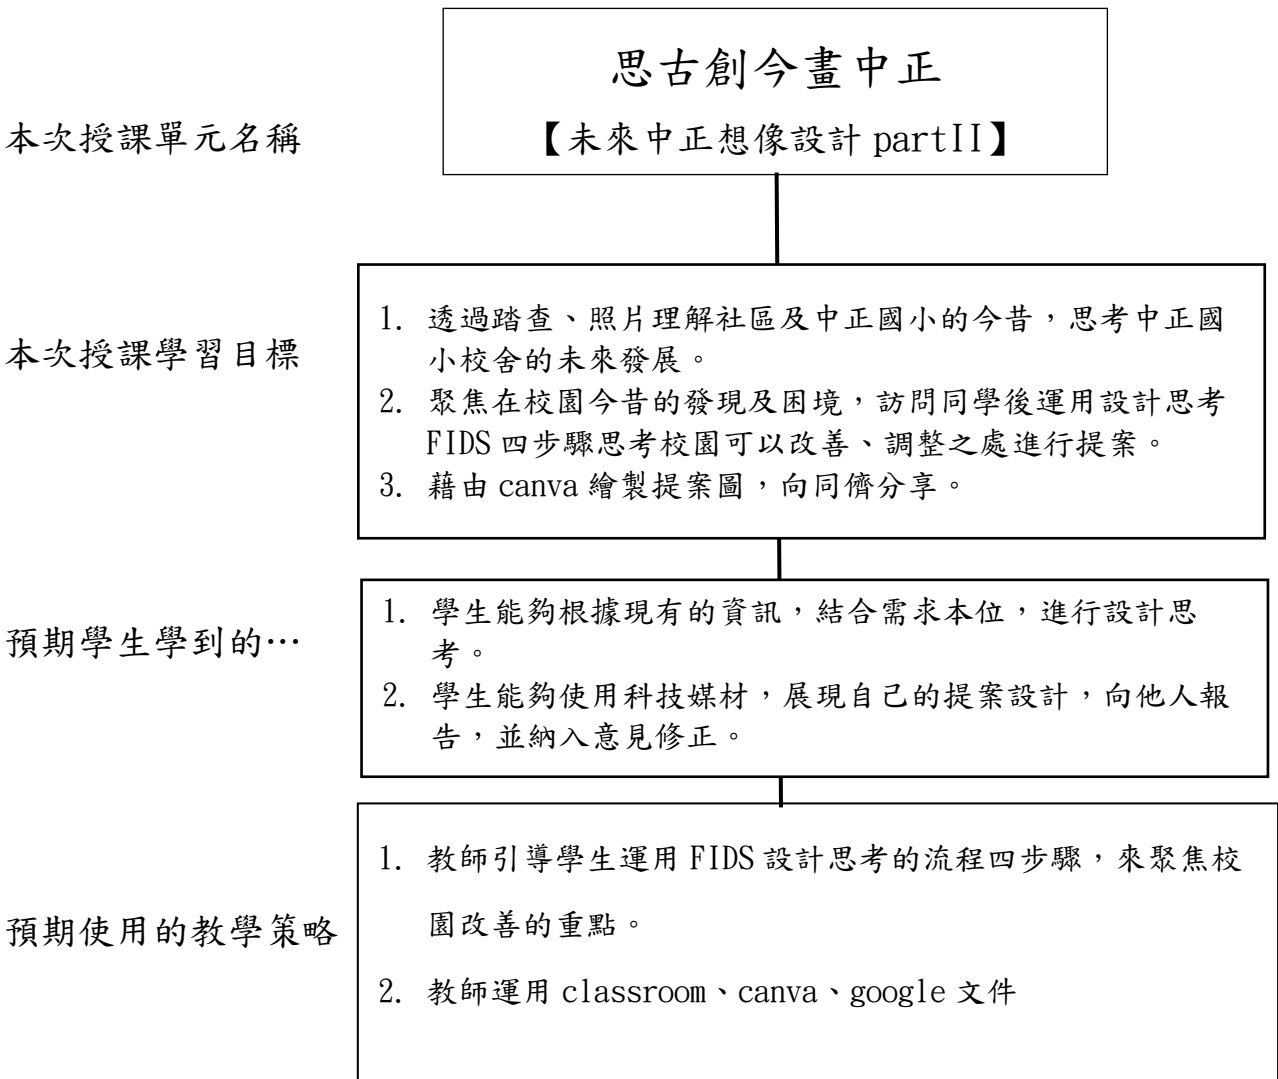 思古創今畫中正
本次授課單元名稱
【未來中正想像設計 partII】
本次授課學習目標
1. 透過踏查、照片理解社區及中正國小的今昔，思考中正國
小校舍的未來發展。
2. 聚焦在校園今昔的發現及困境，訪問同學後運用設計思考
FIDS 四步驟思考校園可以改善、調整之處進行提案。
3. 藉由 canva 繪製提案圖，向同儕分享。
預期學生學到的…
1. 學生能夠根據現有的資訊，結合需求本位，進行設計思
考。
2. 學生能夠使用科技媒材，展現自己的提案設計，向他人報
告，並納入意見修正。
預期使用的教學策略
1. 教師引導學生運用 FIDS 設計思考的流程四步驟，來聚焦校
園改善的重點。
2. 教師運用 classroom、canva、google 文件